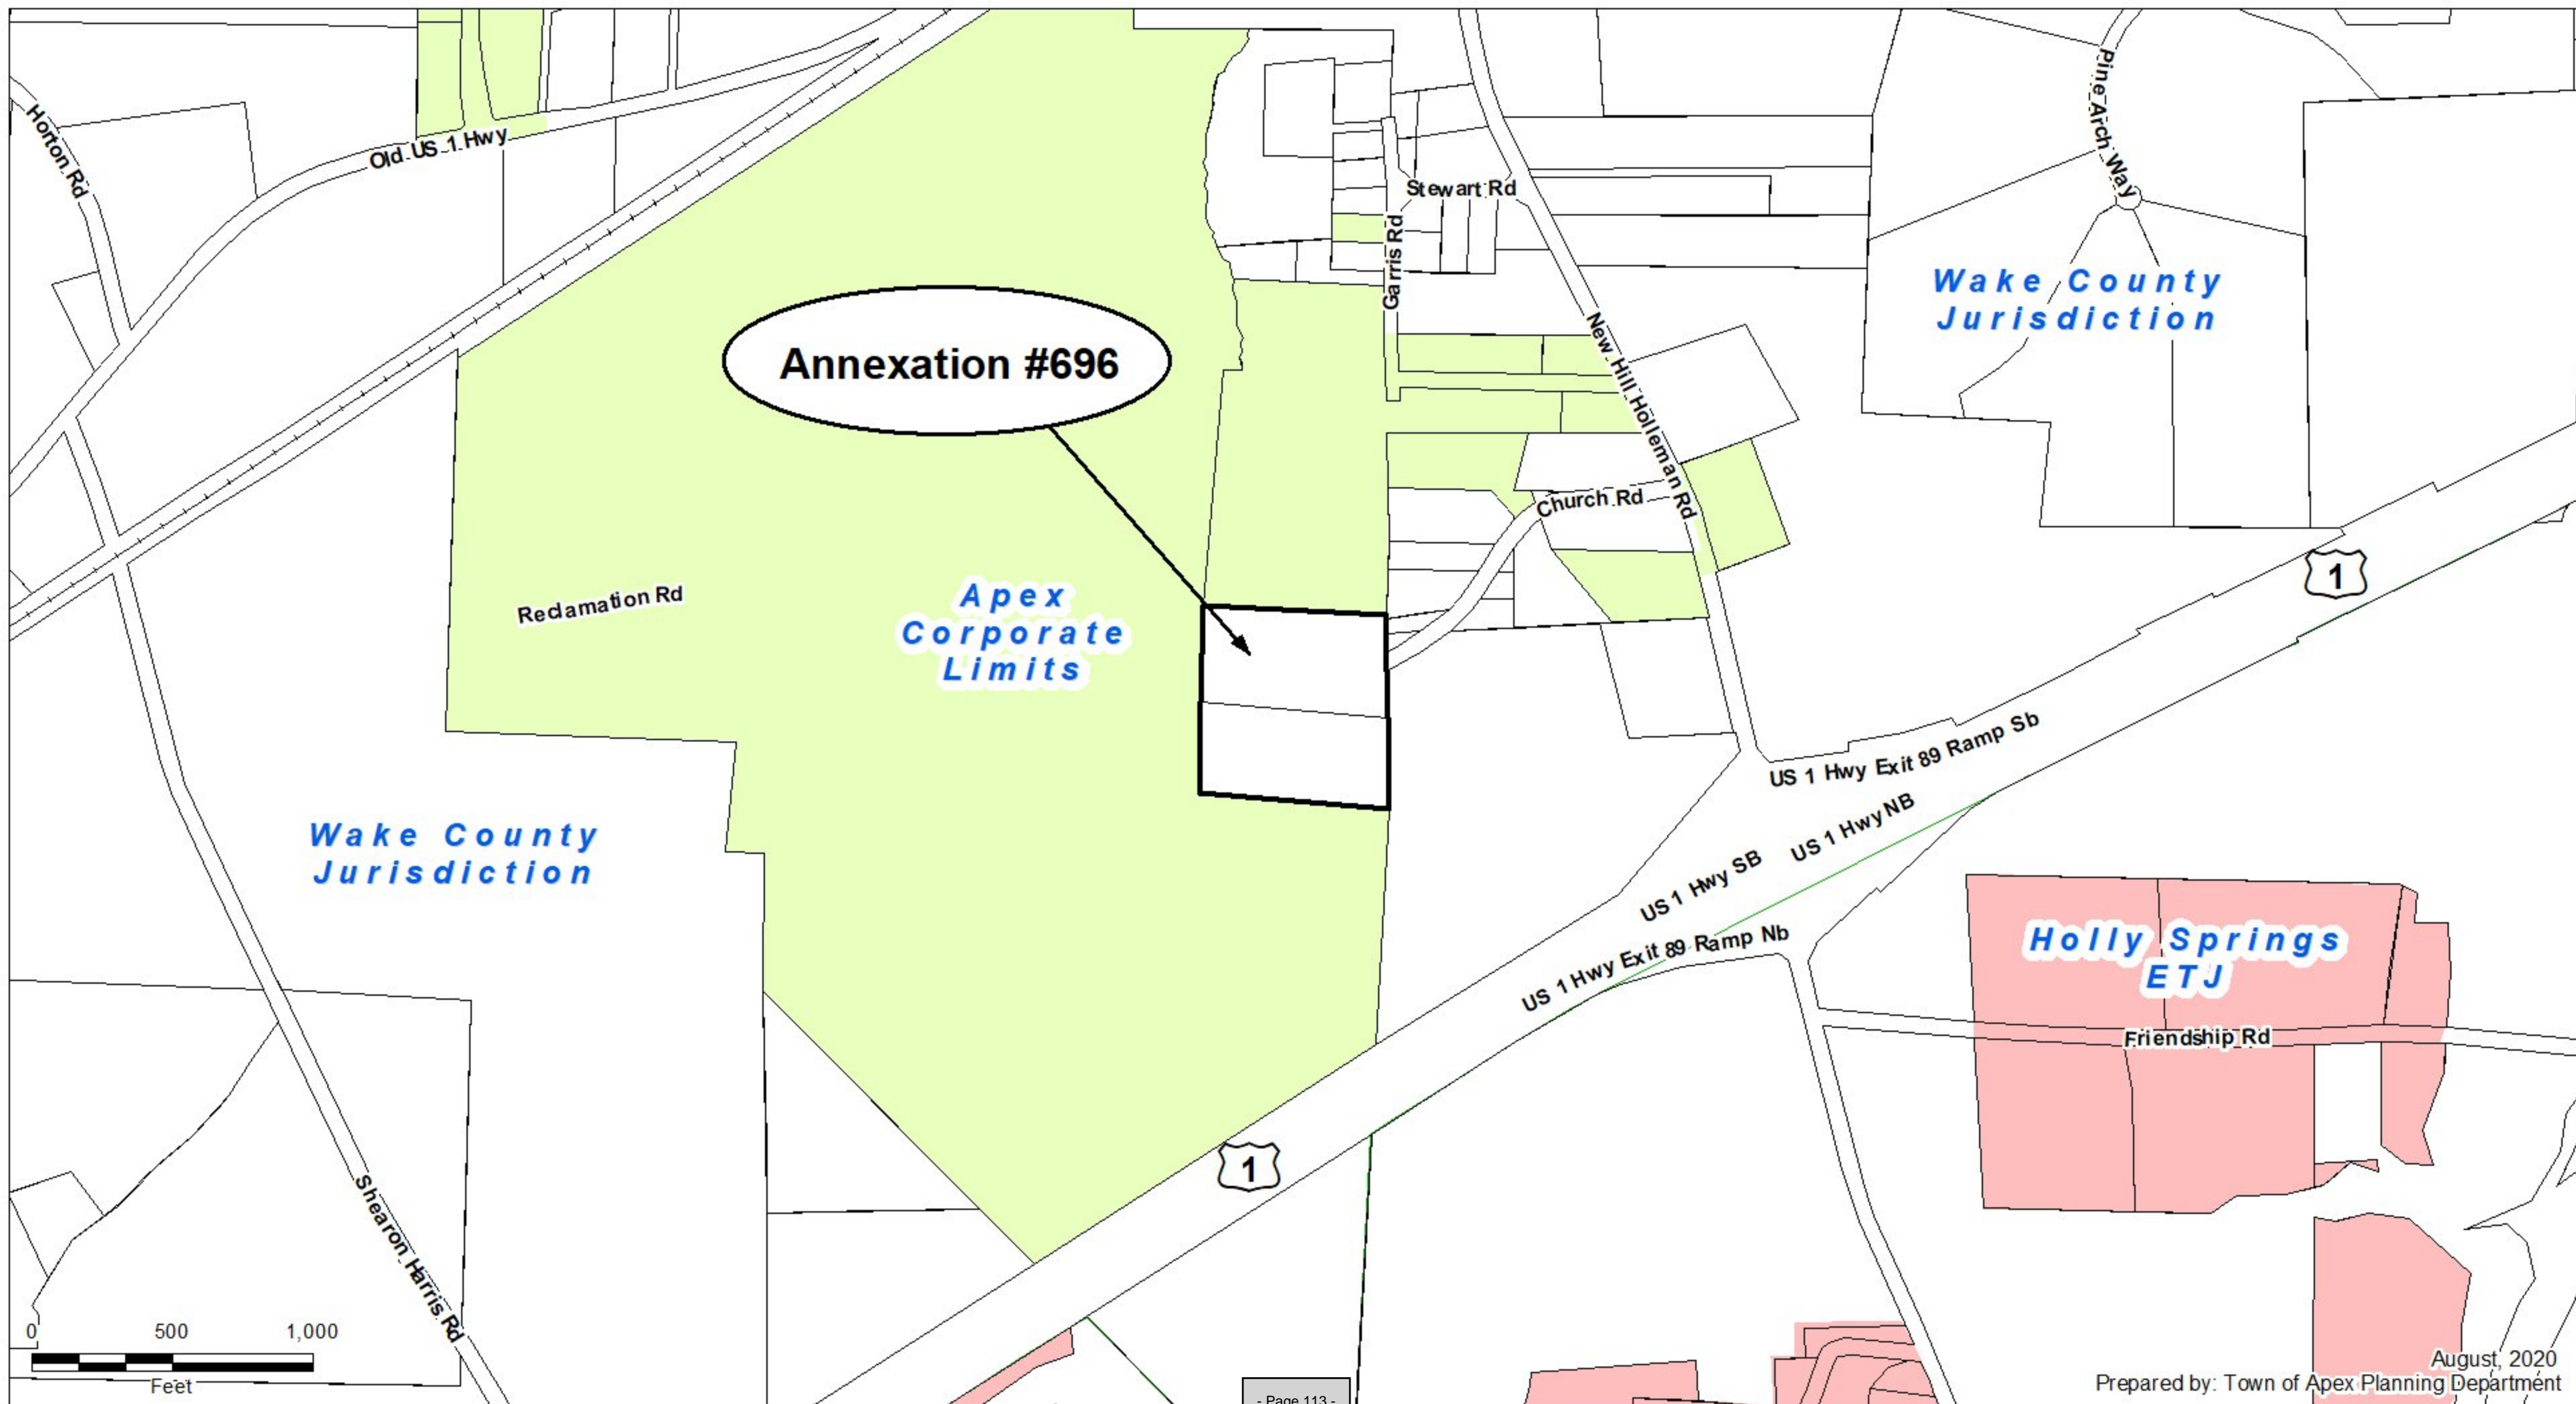 Pine Arch Way
Horton Rd
Old US 1 Hwy
Stewart Rd
Garris Rd
Wake County
Jurisdiction
New Hill Holleman Rd
Annexation #696
Church Rd
1
Reclamation Rd
Apex
Corporate
Limits
US 1 Hwy Exit 89 Ramp Sb
US 1 Hwy NB
Wake County
Jurisdiction
US 1 Hwy SB
US 1 Hwy Exit 89 Ramp Nb
Holly Springs
ETJ
Friendship Rd
1
Shearon Harris Rd
0 500 1,000
Feet
August, 2020
Prepared by: Town of Apex Planning Department
- Page 113 -